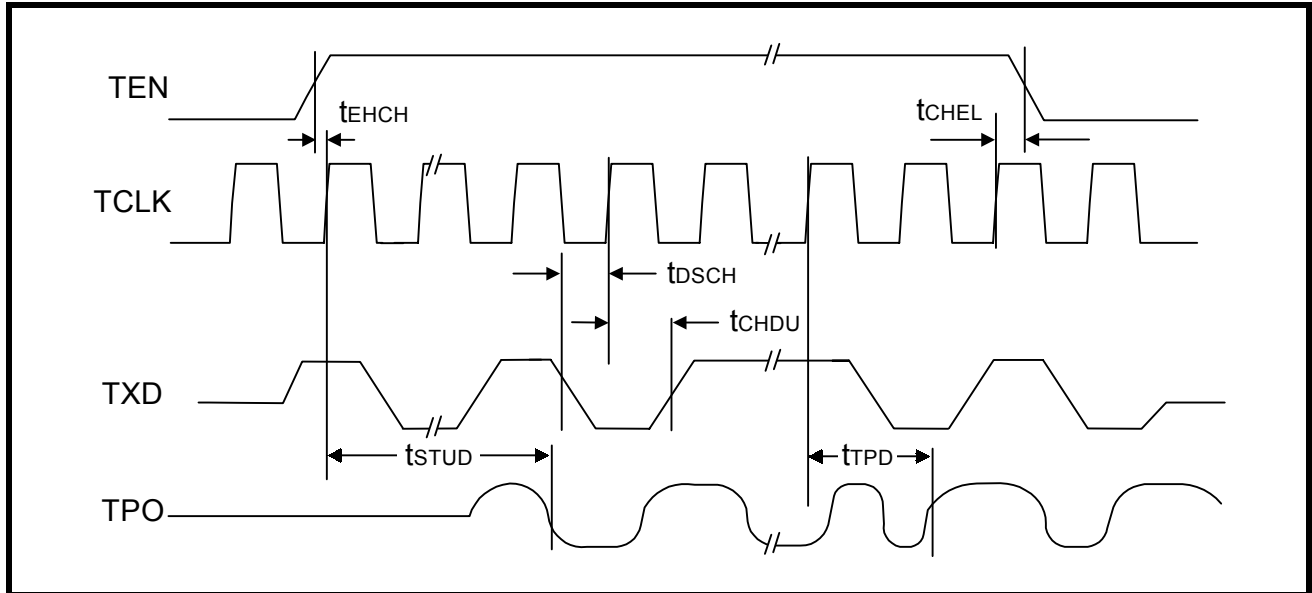 TEN
tEHCH
tCHEL
TCLK
tDSCH
tCHDU
TXD
tSTUD
tTPD
TPO